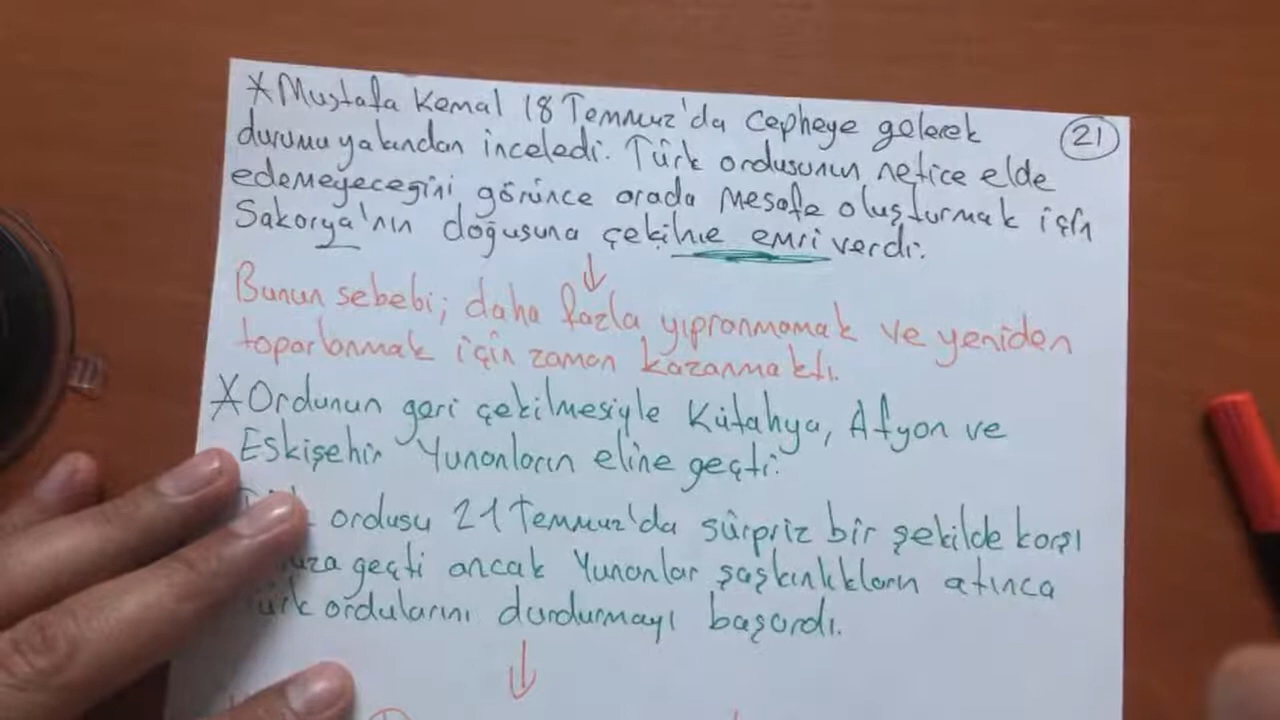 *Mustafa Kemal 18 Temmuz'da Cepheye gelerek
21
durumu yakından inceledi. Türk ordusunun netice elde
edemeyeceğini görünce orada mesafe oluşturmak için
Sakarya'nın doğusuna çekilme emri verdi.
↓
Bunun sebebi; daha fazla yıpranmamak ve yeniden
toparlanmak için zaman kazanmaktı.
*Ordunun geri çekilmesiyle Kütahya, Afyon ve
Eskişehir Yunanların eline geçti.
ordusu 21 Temmuz'da sürpriz bir şekilde karşı
geçti ancak Yunanlar şaşkınlıkların atınca
ordularını durdurmayı başardı.
↓